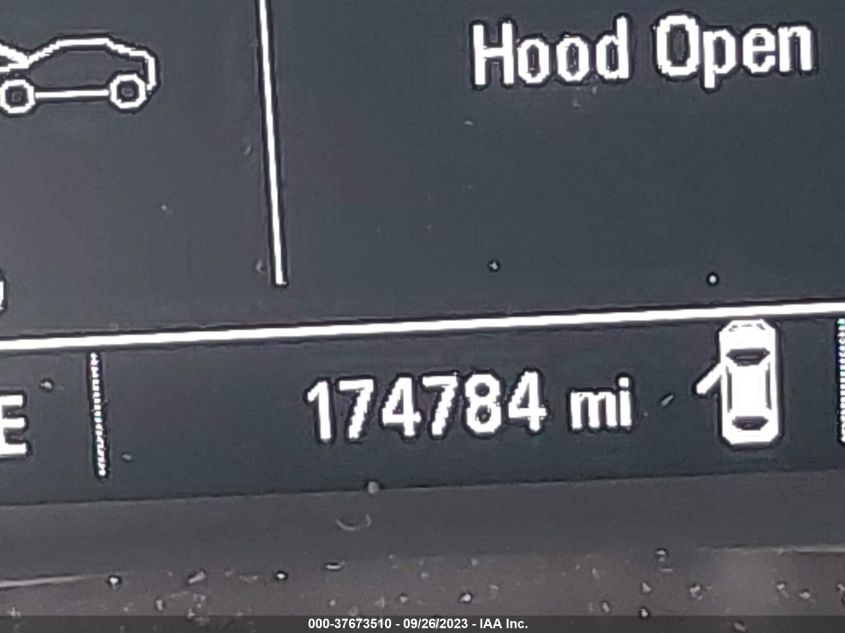 Hood Open
E
174784 mi
000-37673510 - 09/26/2023 - IAA Inc.